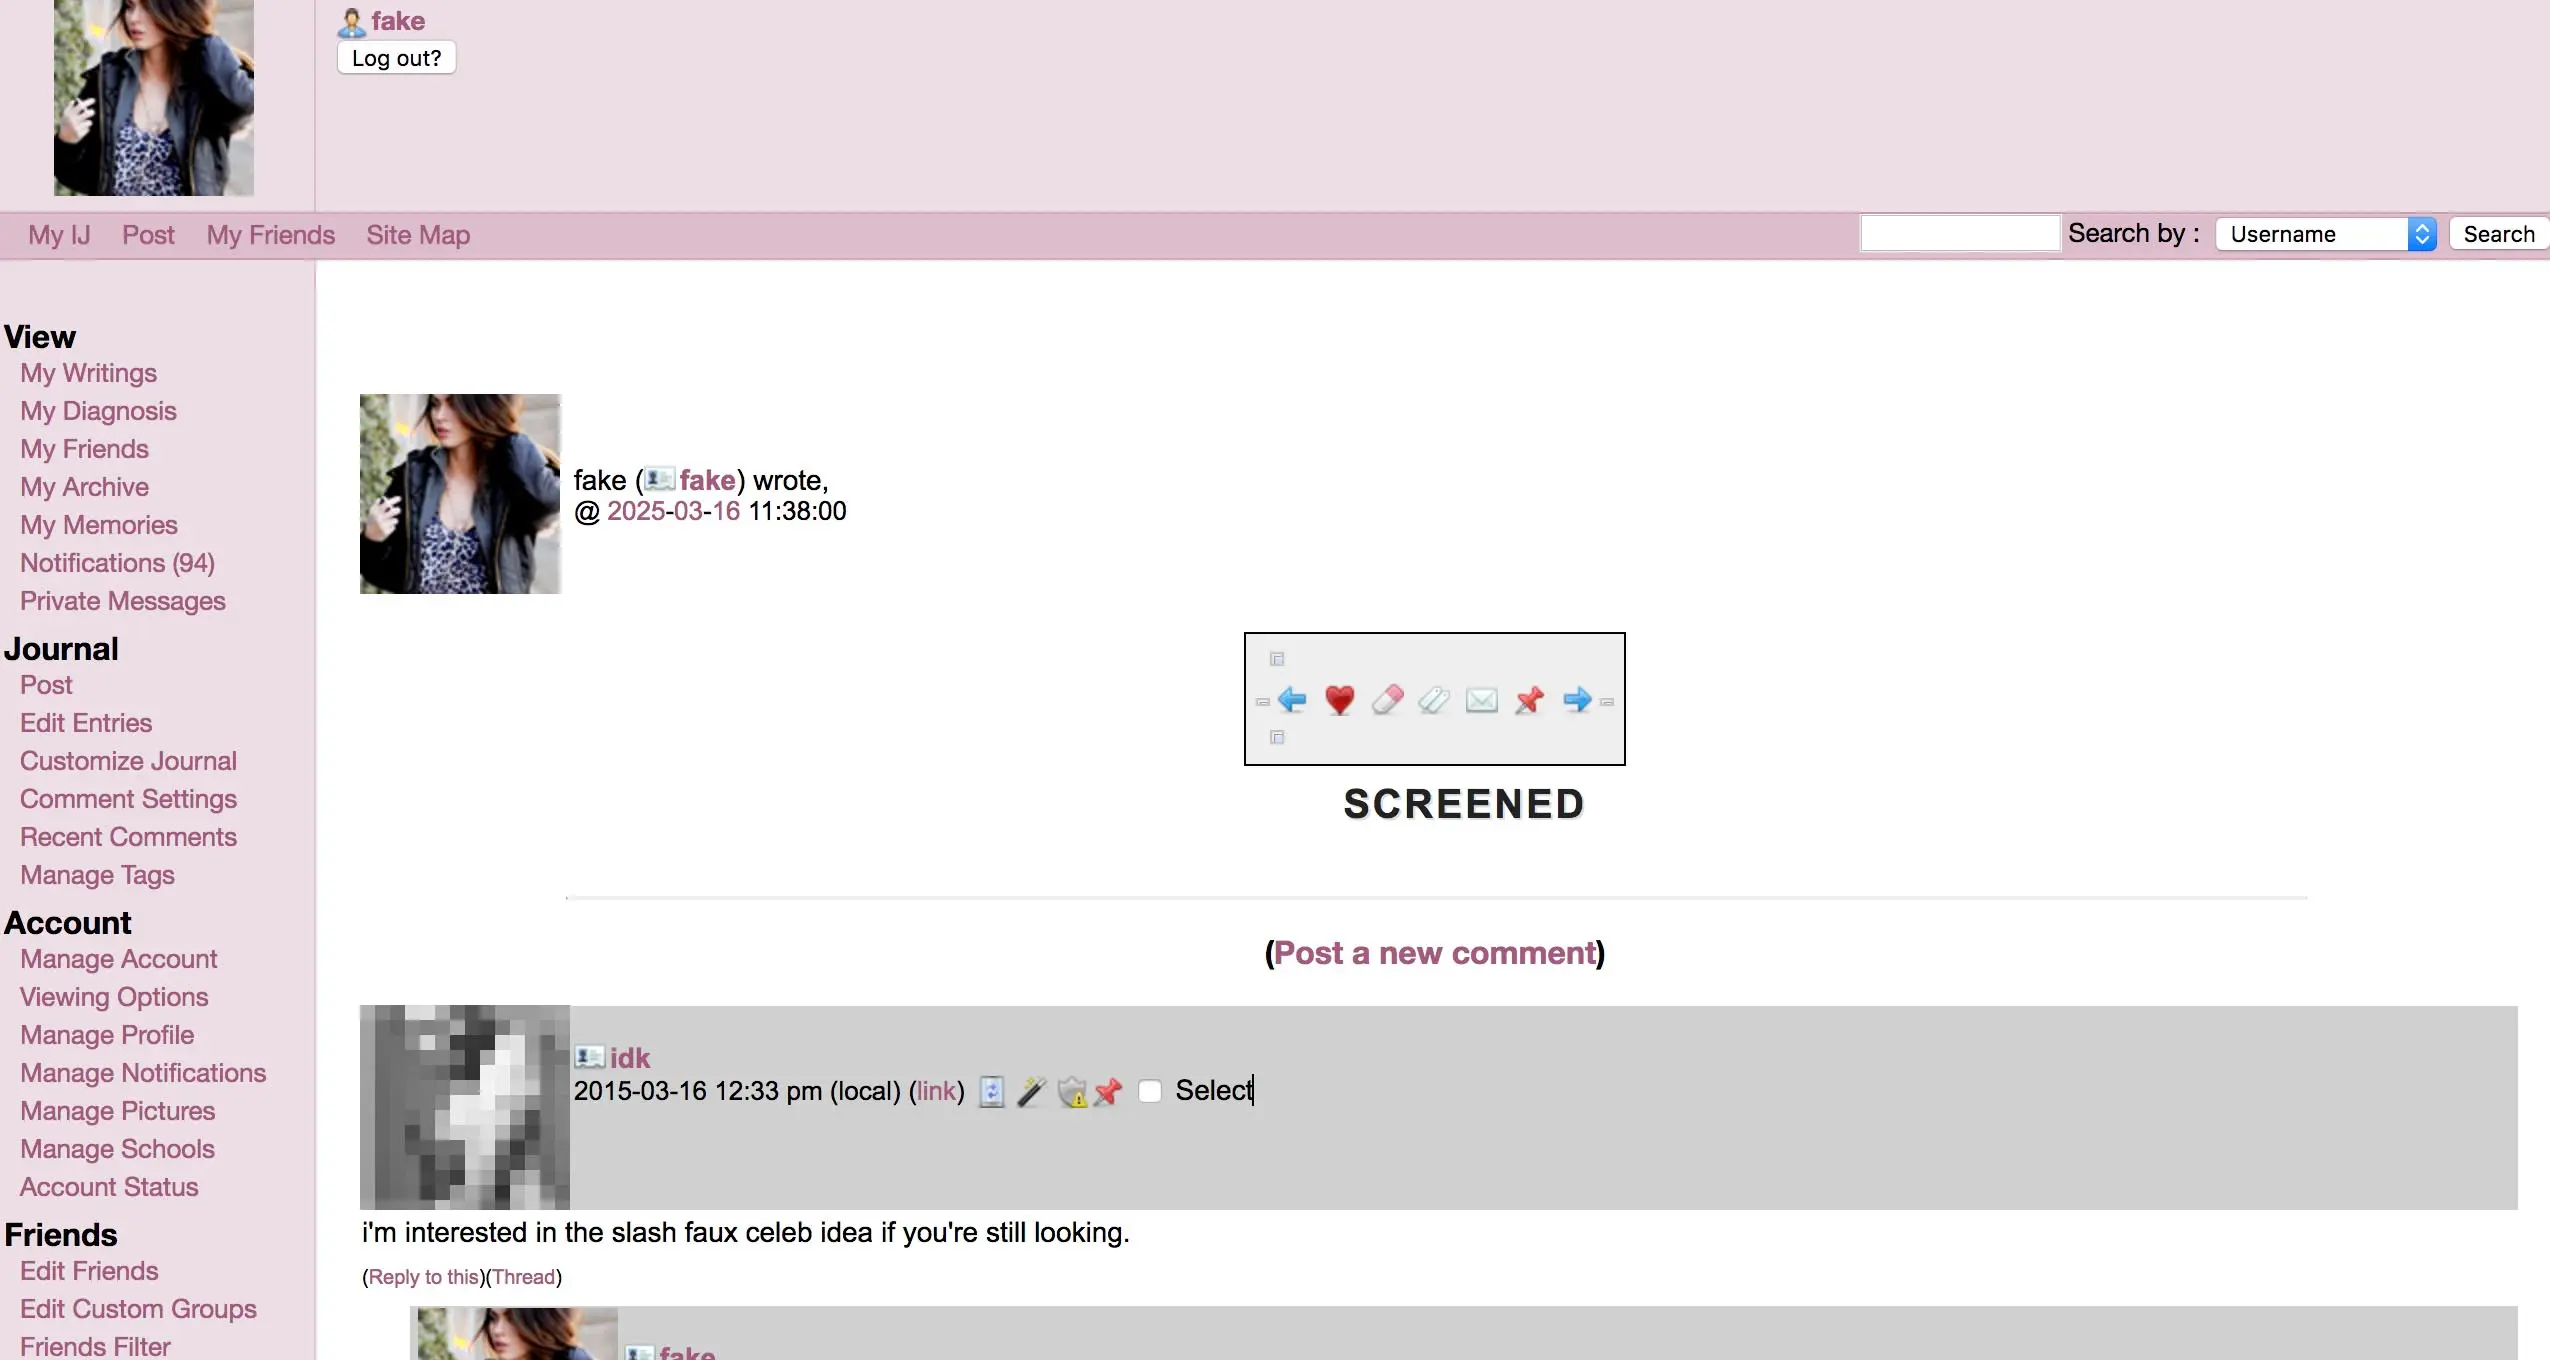 fake
Log out?
My IJ Post My Friends Site Map Search by : Username Search
View
My Writings
My Diagnosis
My Friends
My Archive
My Memories
Notifications (94)
Private Messages
Journal
Post
Edit Entries
Customize Journal
Comment Settings
Recent Comments
Manage Tags
Account
Manage Account
Viewing Options
Manage Profile
Manage Notifications
Manage Pictures
Manage Schools
Account Status
Friends
Edit Friends
Edit Custom Groups
Friends Filter
fake (fake) wrote,
@ 2025-03-16 11:38:00
SCREENED
(Post a new comment)
idk
2015-03-16 12:33 pm (local) (link) Select
i'm interested in the slash faux celeb idea if you're still looking.
(Reply to this)(Thread)
fake